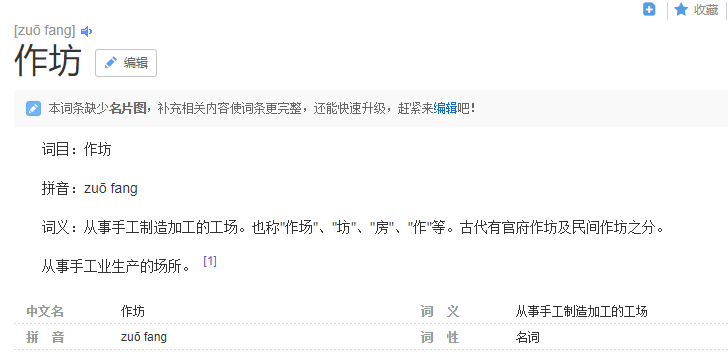 收藏
[zuō fang]
作坊 编辑
本词条缺少名片图，补充相关内容使词条更完整，还能快速升级，赶紧来编辑吧！
词目：作坊
拼音：zuō fang
词义：从事手工制造加工的工场。也称"作场"、"坊"、"房"、"作"等。古代有官府作坊及民间作坊之分。
从事手工业生产的场所。 [1]
中文名 作坊 词 义 从事手工制造加工的工场
拼 音 zuō fang 词 性 名词